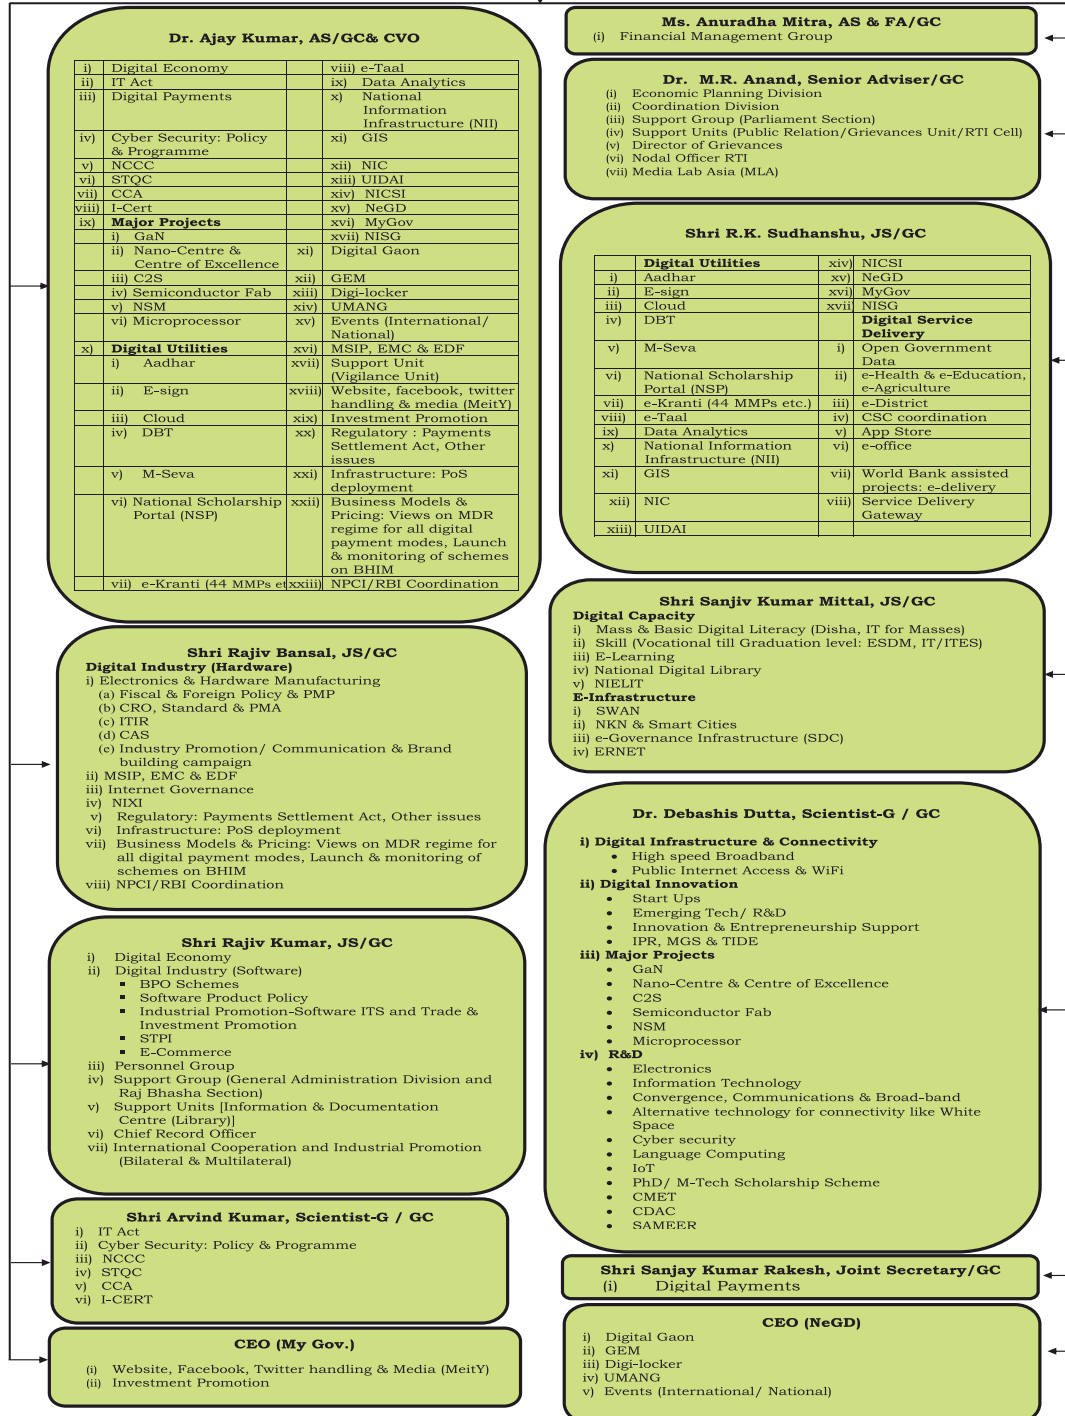 Dr. Ajay Kumar, AS/GC& CVO
i) Digital Economy viii) e-Taal
ii) IT Act ix) Data Analytics
iii) Digital Payments x) National
Information
Infrastructure (NII)
iv) Cyber Security: Policy xi) GIS
& Programme
v) NCCC xii) NIC
vi) STQC xiii) UIDAI
vii) CCA xiv) NICSI
viii) I-Cert xv) NeGD
ix) Major Projects xvi) MyGov
i) GaN xvii) NISG
ii) Nano-Centre & xi) Digital Gaon
Centre of Excellence
iii) C2S xii) GEM
iv) Semiconductor Fab xiii) Digi-locker
v) NSM xiv) UMANG
vi) Microprocessor xv) Events (International/
National)
x) Digital Utilities xvi) MSIP, EMC & EDF
i) Aadhar xvii) Support Unit
(Vigilance Unit)
ii) E-sign xviii) Website, facebook, twitter
handling & media (MeitY)
iii) Cloud xix) Investment Promotion
iv) DBT xx) Regulatory : Payments
Settlement Act, Other
issues
v) M-Seva xxi) Infrastructure: PoS
deployment
vi) National Scholarship xxii) Business Models &
Portal (NSP) Pricing: Views on MDR
regime for all digital
payment modes, Launch
& monitoring of schemes
on BHIM
vii) e-Kranti (44 MMPs et xxiii) NPCI/RBI Coordination
Shri Rajiv Bansal, JS/GC
Digital Industry (Hardware)
i) Electronics & Hardware Manufacturing
(a) Fiscal & Foreign Policy & PMP
(b) CRO, Standard & PMA
(c) ITIR
(d) CAS
(e) Industry Promotion/ Communication & Brand
building campaign
ii) MSIP, EMC & EDF
iii) Internet Governance
iv) NIXI
v) Regulatory: Payments Settlement Act, Other issues
vi) Infrastructure: PoS deployment
vii) Business Models & Pricing: Views on MDR regime for
all digital payment modes, Launch & monitoring of
schemes on BHIM
viii) NPCI/RBI Coordination
Shri Rajiv Kumar, JS/GC
i) Digital Economy
ii) Digital Industry (Software)
▪ BPO Schemes
▪ Software Product Policy
▪ Industrial Promotion-Software ITS and Trade &
Investment Promotion
▪ STPI
▪ E-Commerce
iii) Personnel Group
iv) Support Group (General Administration Division and
Raj Bhasha Section)
v) Support Units [Information & Documentation
Centre (Library)]
vi) Chief Record Officer
vii) International Cooperation and Industrial Promotion
(Bilateral & Multilateral)
Shri Arvind Kumar, Scientist-G / GC
i) IT Act
ii) Cyber Security: Policy & Programme
iii) NCCC
iv) STQC
v) CCA
vi) I-CERT
CEO (My Gov.)
(i) Website, Facebook, Twitter handling & Media (MeitY)
(ii) Investment Promotion
Ms. Anuradha Mitra, AS & FA/GC
(i) Financial Management Group
Dr. M.R. Anand, Senior Adviser/GC
(i) Economic Planning Division
(ii) Coordination Division
(iii) Support Group (Parliament Section)
(iv) Support Units (Public Relation/Grievances Unit/RTI Cell)
(v) Director of Grievances
(vi) Nodal Officer RTI
(vii) Media Lab Asia (MLA)
Shri R.K. Sudhanshu, JS/GC
Digital Utilities xiv) NICSI
i) Aadhar xv) NeGD
ii) E-sign xvi) MyGov
iii) Cloud xvii) NISG
iv) DBT Digital Service
Delivery
v) M-Seva i) Open Government
Data
vi) National Scholarship ii) e-Health & e-Education,
Portal (NSP) e-Agriculture
vii) e-Kranti (44 MMPs etc.) iii) e-District
viii) e-Taal iv) CSC coordination
ix) Data Analytics v) App Store
x) National Information vi) e-office
Infrastructure (NII)
xi) GIS vii) World Bank assisted
projects: e-delivery
xii) NIC viii) Service Delivery
Gateway
xiii) UIDAI
Shri Sanjiv Kumar Mittal, JS/GC
Digital Capacity
i) Mass & Basic Digital Literacy (Disha, IT for Masses)
ii) Skill (Vocational till Graduation level: ESDM, IT/ITES)
iii) E-Learning
iv) National Digital Library
v) NIELIT
E-Infrastructure
i) SWAN
ii) NKN & Smart Cities
iii) e-Governance Infrastructure (SDC)
iv) ERNET
Dr. Debashis Dutta, Scientist-G / GC
i) Digital Infrastructure & Connectivity
• High speed Broadband
• Public Internet Access & WiFi
ii) Digital Innovation
• Start Ups
• Emerging Tech/ R&D
• Innovation & Entrepreneurship Support
• IPR, MGS & TIDE
iii) Major Projects
• GaN
• Nano-Centre & Centre of Excellence
• C2S
• Semiconductor Fab
• NSM
• Microprocessor
iv) R&D
• Electronics
• Information Technology
• Convergence, Communications & Broad-band
• Alternative technology for connectivity like White
Space
• Cyber security
• Language Computing
• IoT
• PhD/ M-Tech Scholarship Scheme
• CMET
• CDAC
• SAMEER
Shri Sanjay Kumar Rakesh, Joint Secretary/GC
(i) Digital Payments
CEO (NeGD)
i) Digital Gaon
ii) GEM
iii) Digi-locker
iv) UMANG
v) Events (International/ National)